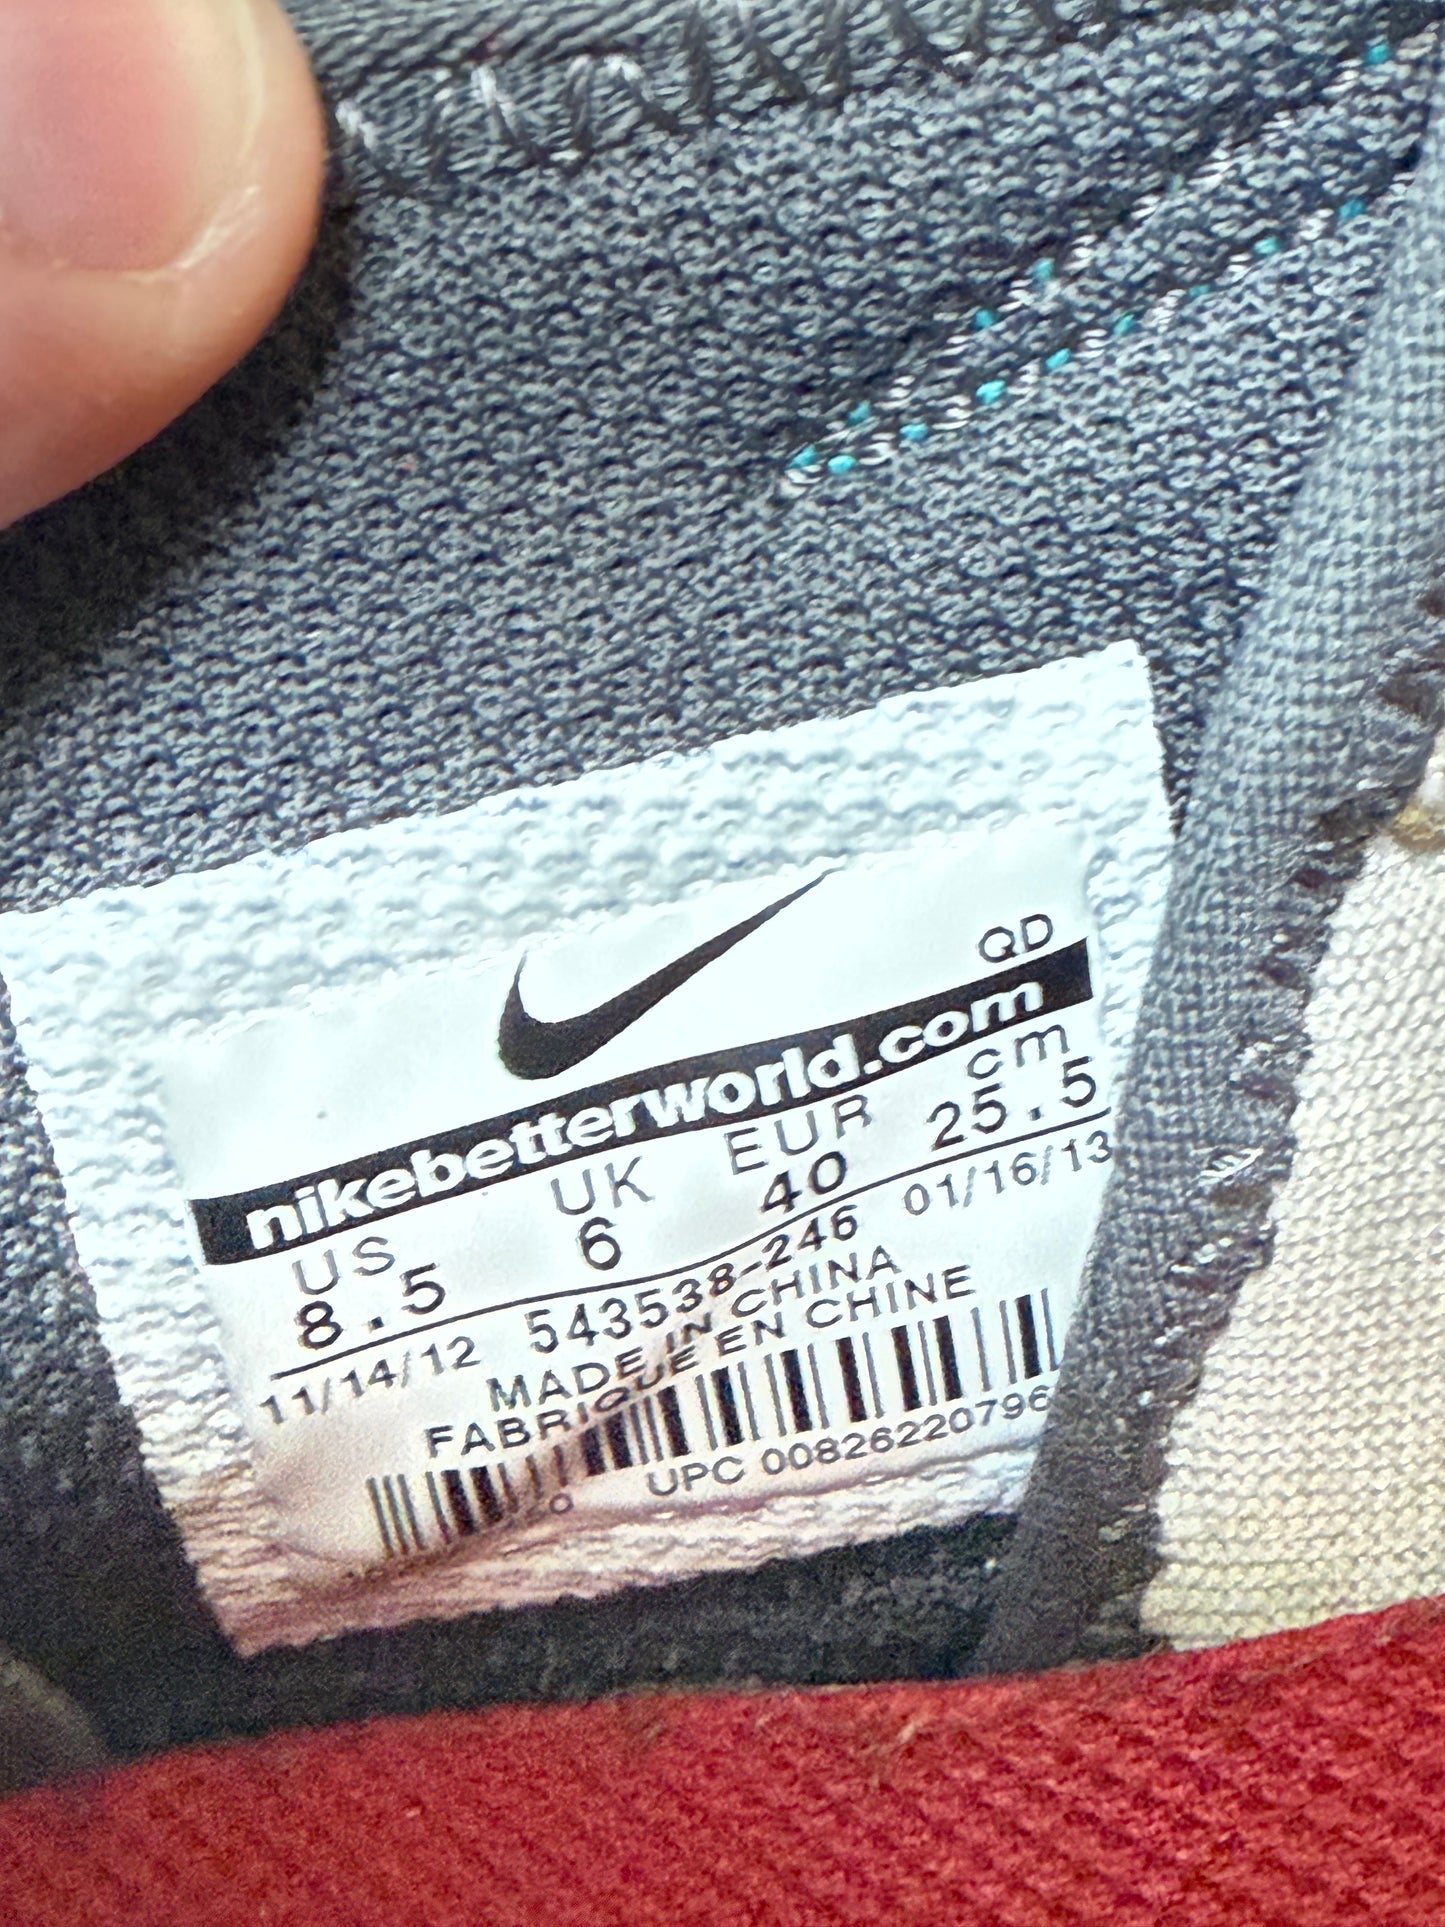 QD
nikebetterworld.com
US UK EUR cm
8.5 6 40 25.5
11/14/12 543538-246 01/16/13
MADE IN CHINA
FABRIQUE EN CHINE
UPC 00826220796